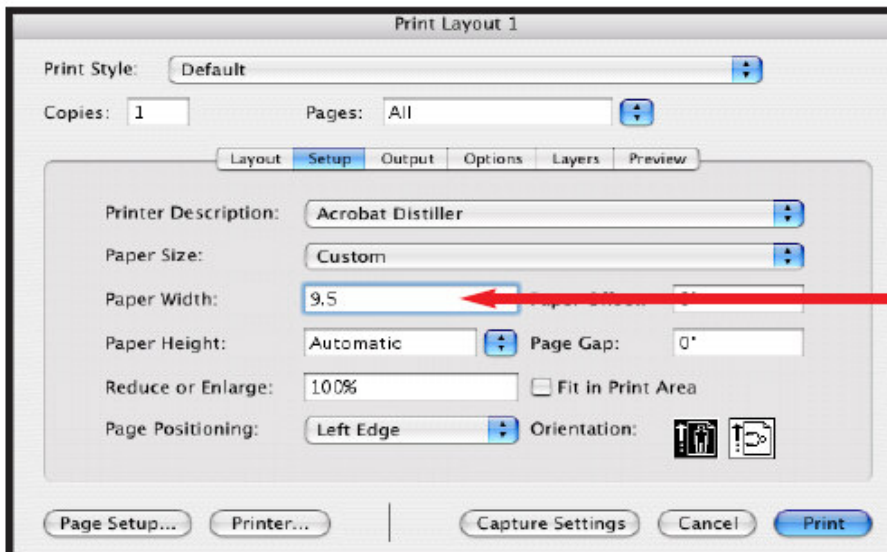 Print Layout 1
Print Style: Default
Copies: 1 Pages: All
Layout Setup Output Options Layers Preview
Printer Description: Acrobat Distiller
Paper Size: Custom
Paper Width: 9.5
Paper Height: Automatic Page Gap: 0"
Reduce or Enlarge: 100% Fit in Print Area
Page Positioning: Left Edge Orientation:
Page Setup... Printer... Capture Settings Cancel Print